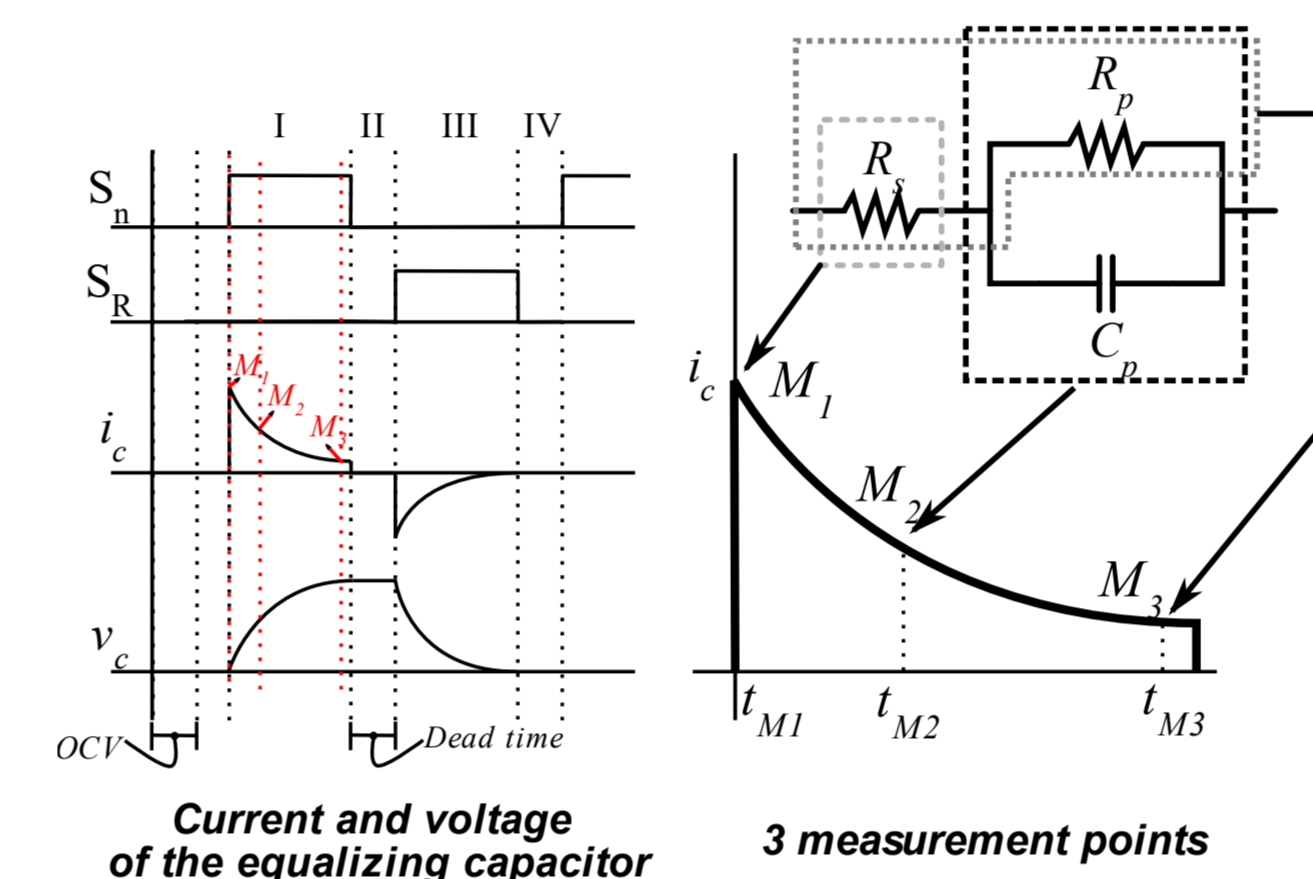 I II III IV
Sn
SR
M1
M2
M3
ic
vc
OCV
Dead time
Current and voltage
of the equalizing capacitor
Rp
Rs
Cp
ic
M1
M2
M3
tM1
tM2
tM3
3 measurement points